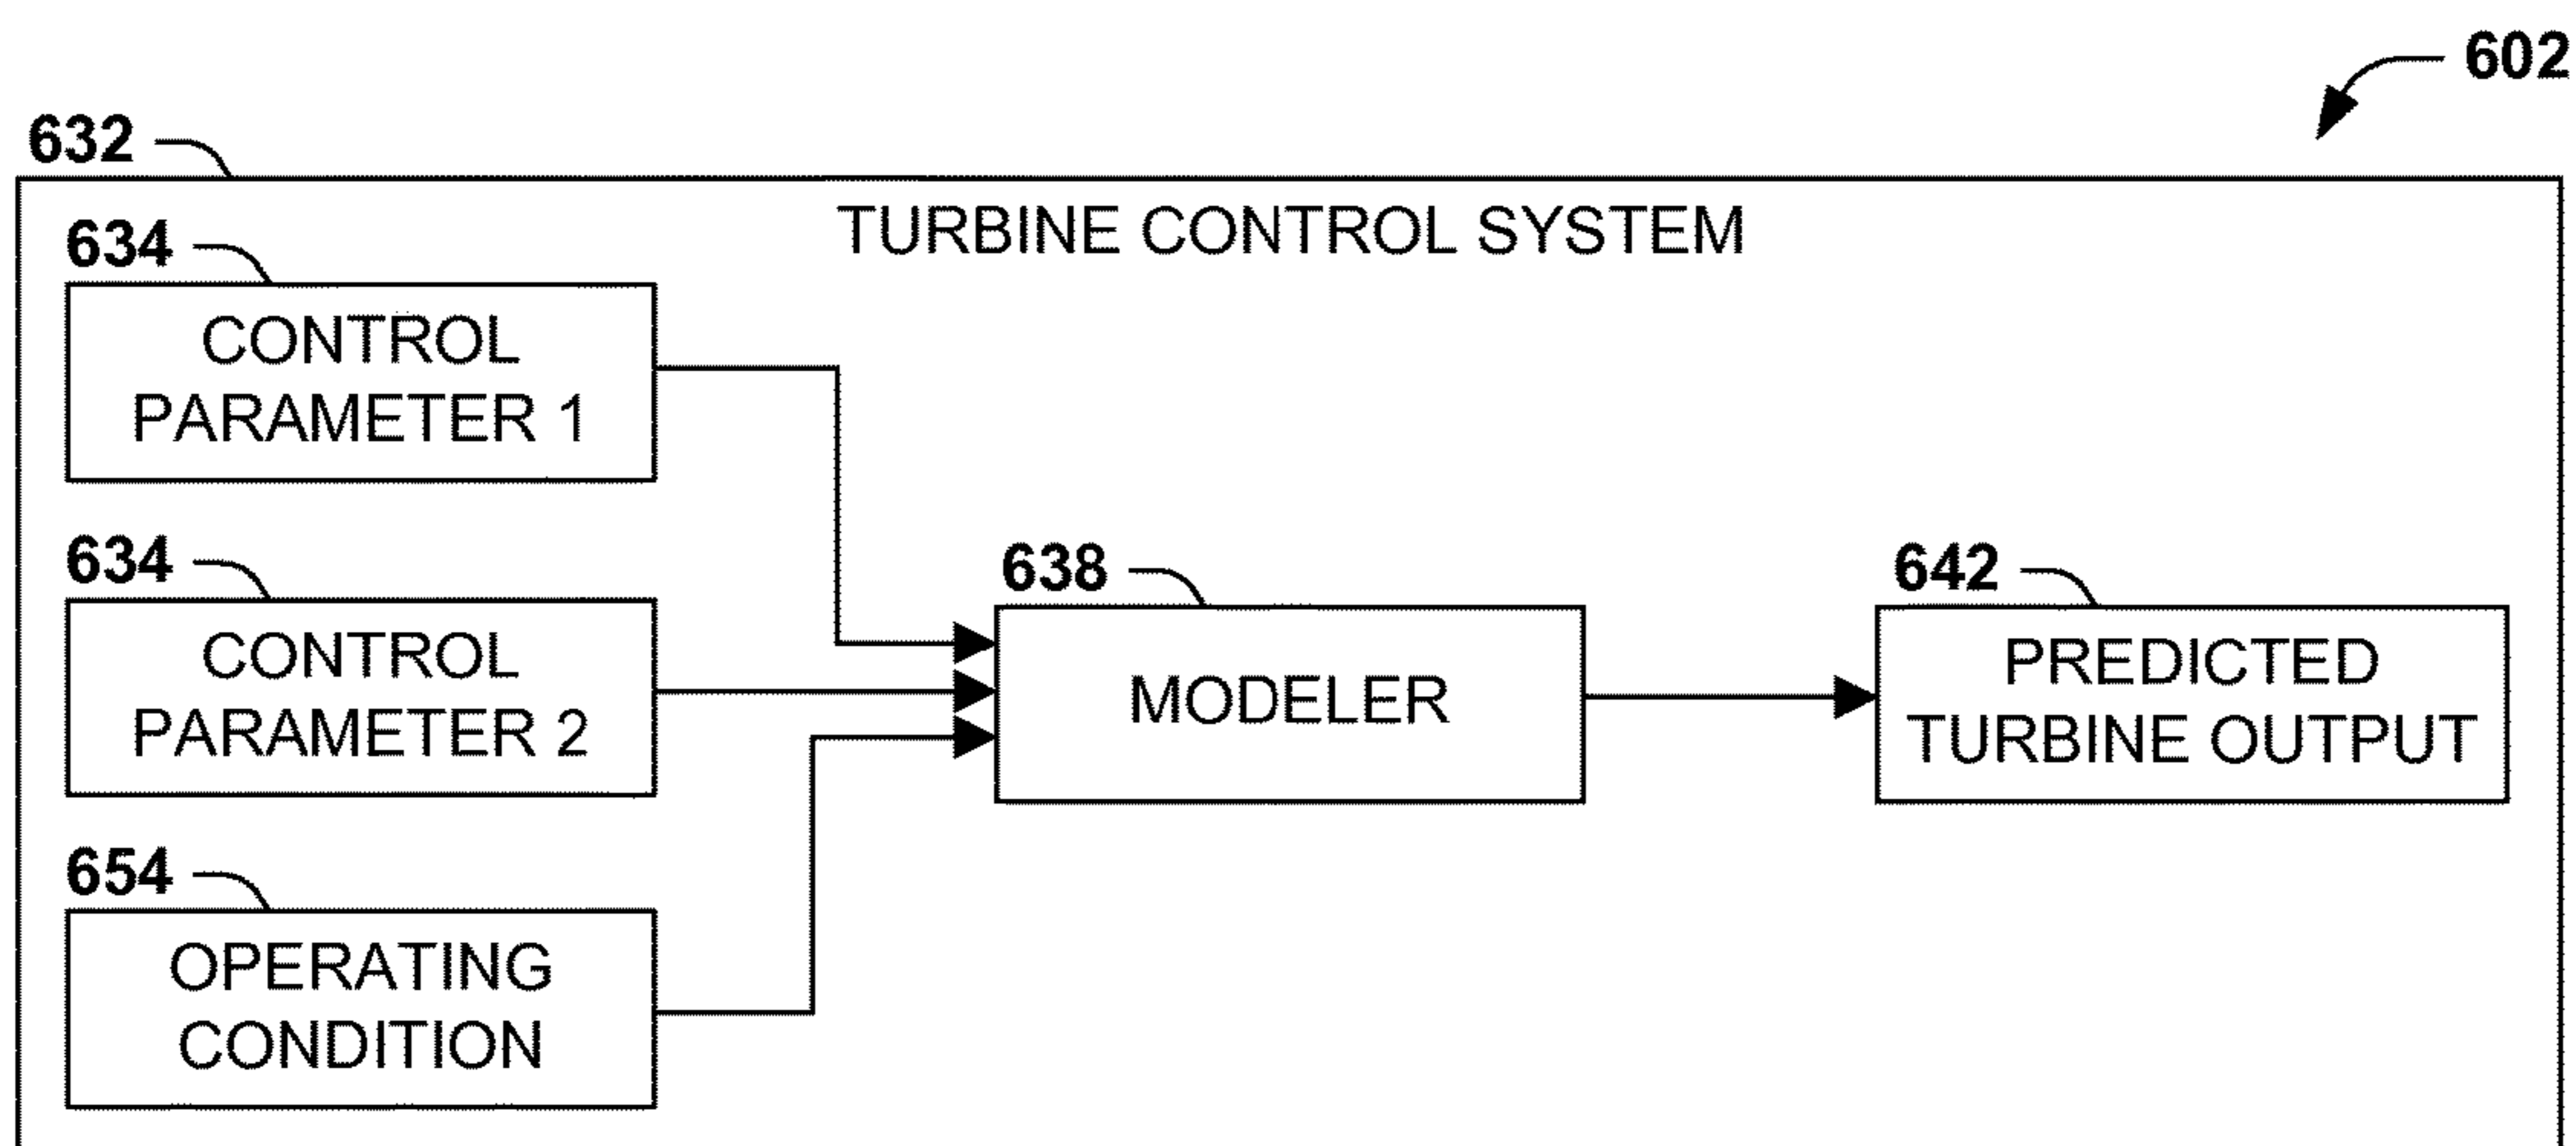 602
632
TURBINE CONTROL SYSTEM
634
CONTROL
PARAMETER 1
634
CONTROL
PARAMETER 2
638
MODELER
642
PREDICTED
TURBINE OUTPUT
654
OPERATING
CONDITION